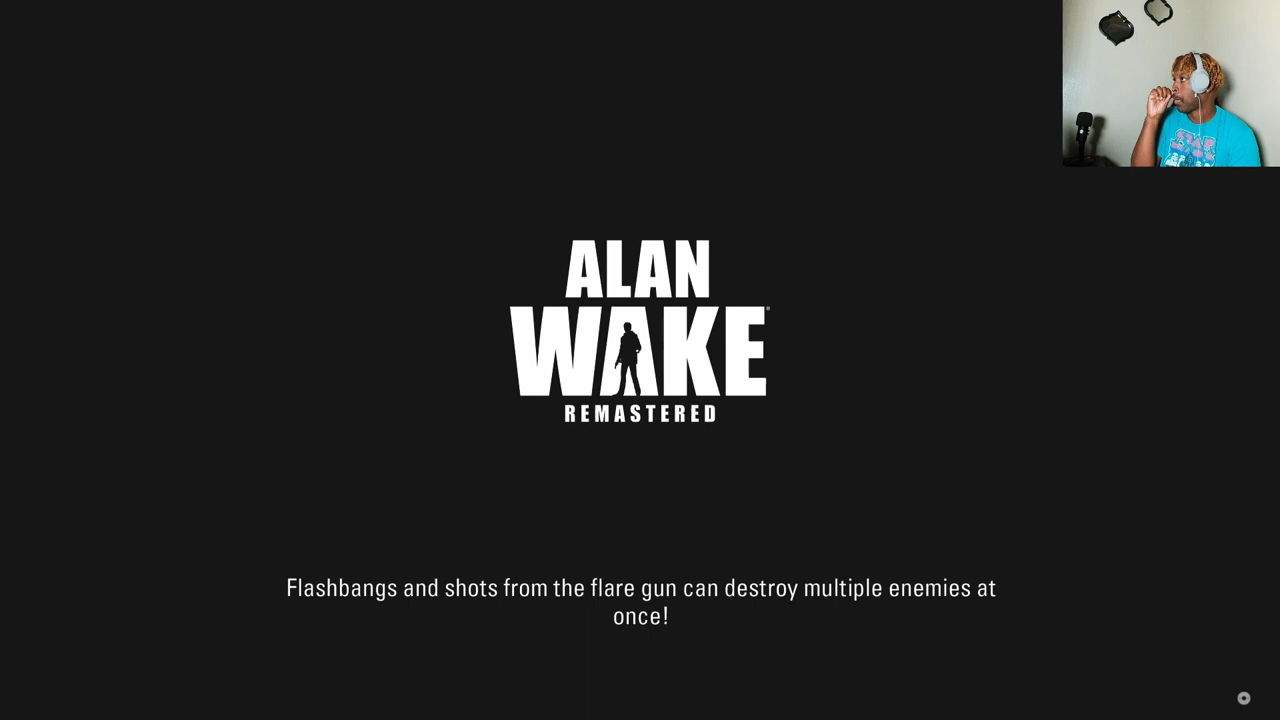 ALAN
WAKE
REMASTERED
Flashbangs and shots from the flare gun can destroy multiple enemies at
once!